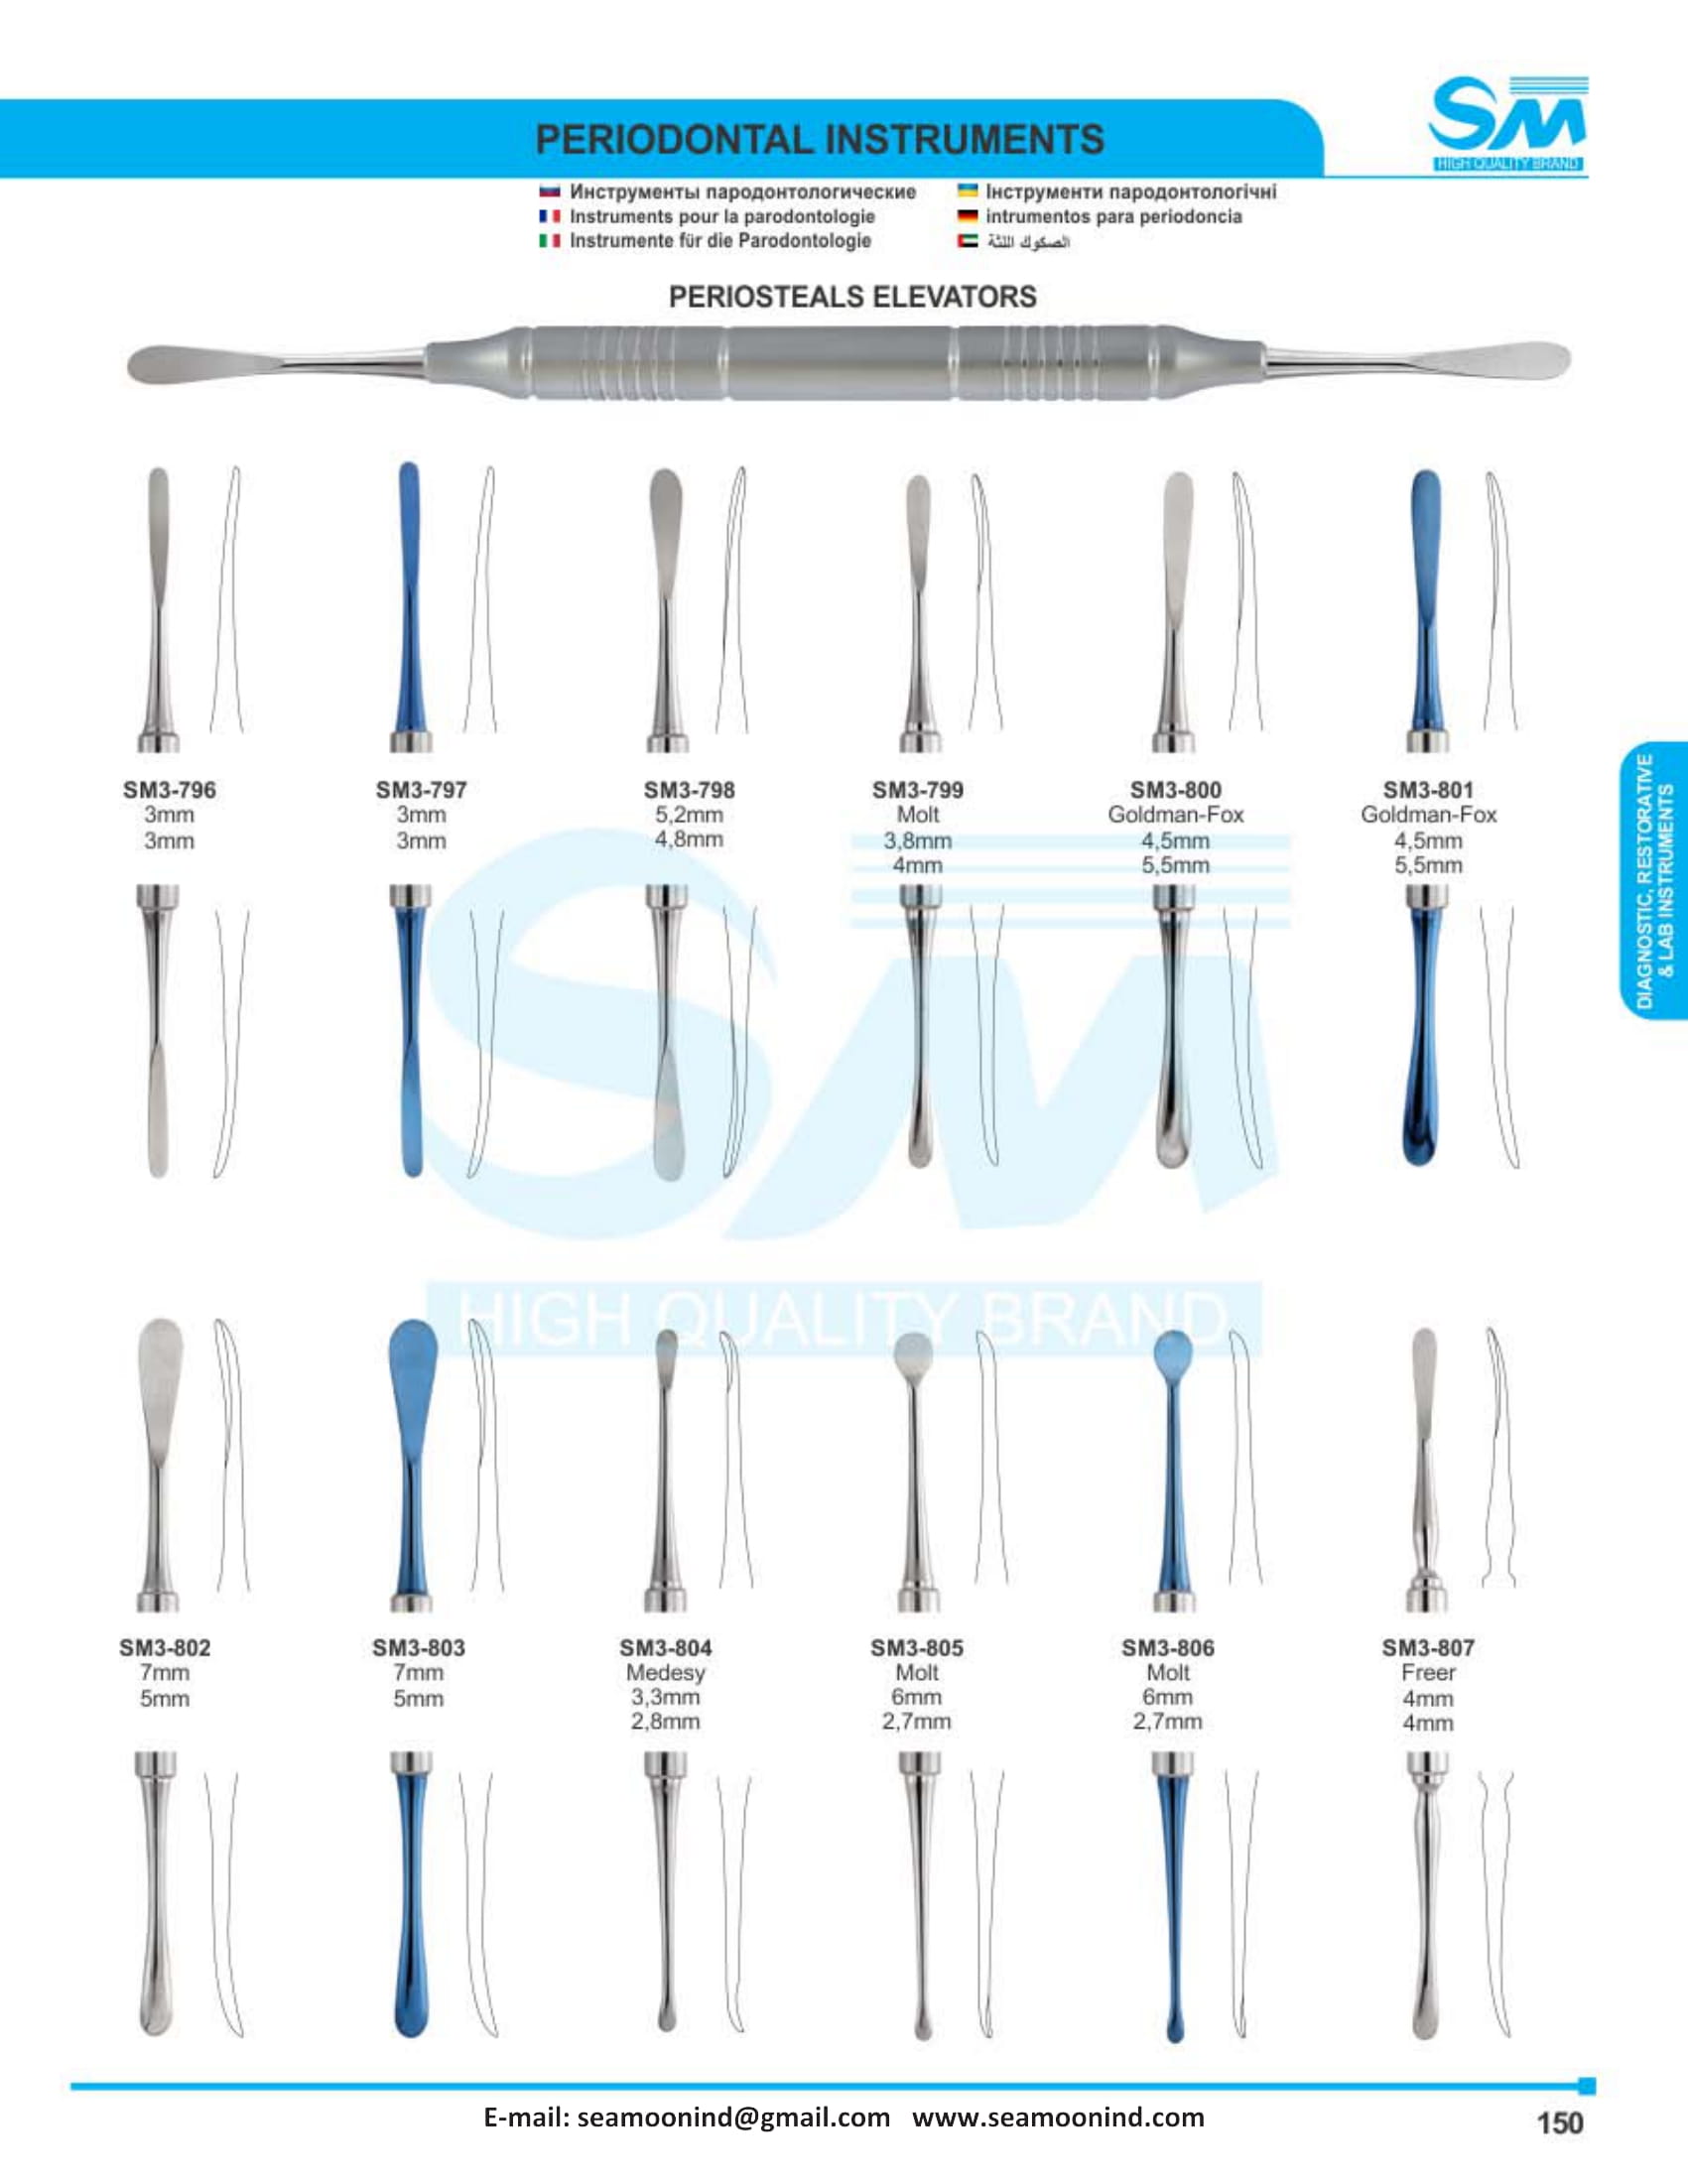 SM
HIGH QUALITY BRAND
PERIODONTAL INSTRUMENTS
Инструменты пародонтологические
Instruments pour la parodontologie
Instrumente für die Parodontologie
Інструменти пародонтологічні
intrumentos para periodoncia
الصكوك اللثة
PERIOSTEALS ELEVATORS
SM3-796
3mm
3mm
SM3-797
3mm
3mm
SM3-798
5,2mm
4,8mm
SM3-799
Molt
3,8mm
4mm
SM3-800
Goldman-Fox
4,5mm
5,5mm
SM3-801
Goldman-Fox
4,5mm
5,5mm
DIAGNOSTIC, RESTORATIVE
& LAB INSTRUMENTS
SM
HIGH QUALITY BRAND
SM3-802
7mm
5mm
SM3-803
7mm
5mm
SM3-804
Medesy
3,3mm
2,8mm
SM3-805
Molt
6mm
2,7mm
SM3-806
Molt
6mm
2,7mm
SM3-807
Freer
4mm
4mm
E-mail: seamoonind@gmail.com www.seamoonind.com
150